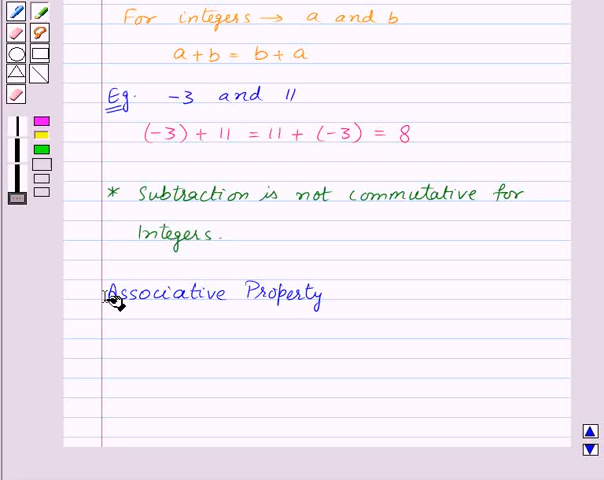 For integers → a and b
a + b = b + a
Eg. -3 and 11
(-3) + 11 = 11 + (-3) = 8
* Subtraction is not commutative for
Integers.
Associative Property